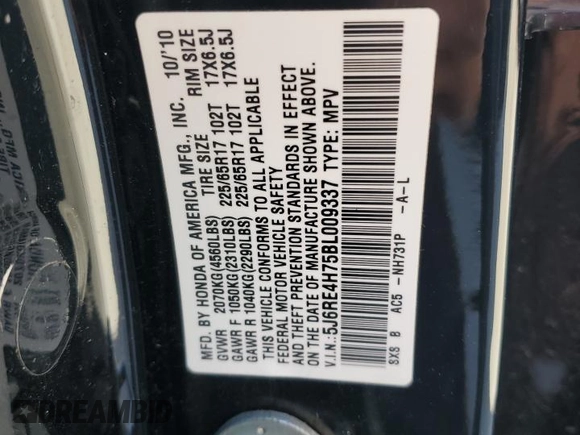 MFD. BY HONDA OF AMERICA MFG., INC. 10/'10
GVWR 2070KG(4560LBS) TIRE SIZE RIM SIZE
GAWR F 1050KG(2310LBS) 225/65R17 102T 17X6.5J
GAWR R 1040KG(2290LBS) 225/65R17 102T 17X6.5J
THIS VEHICLE CONFORMS TO ALL APPLICABLE
FEDERAL MOTOR VEHICLE SAFETY
AND THEFT PREVENTION STANDARDS IN EFFECT
ON THE DATE OF MANUFACTURE SHOWN ABOVE.
V.I.N.:5J6RE4H75BL009337 TYPE: MPV
SXS B AC5 -NH731P -A-L
DREAMBID